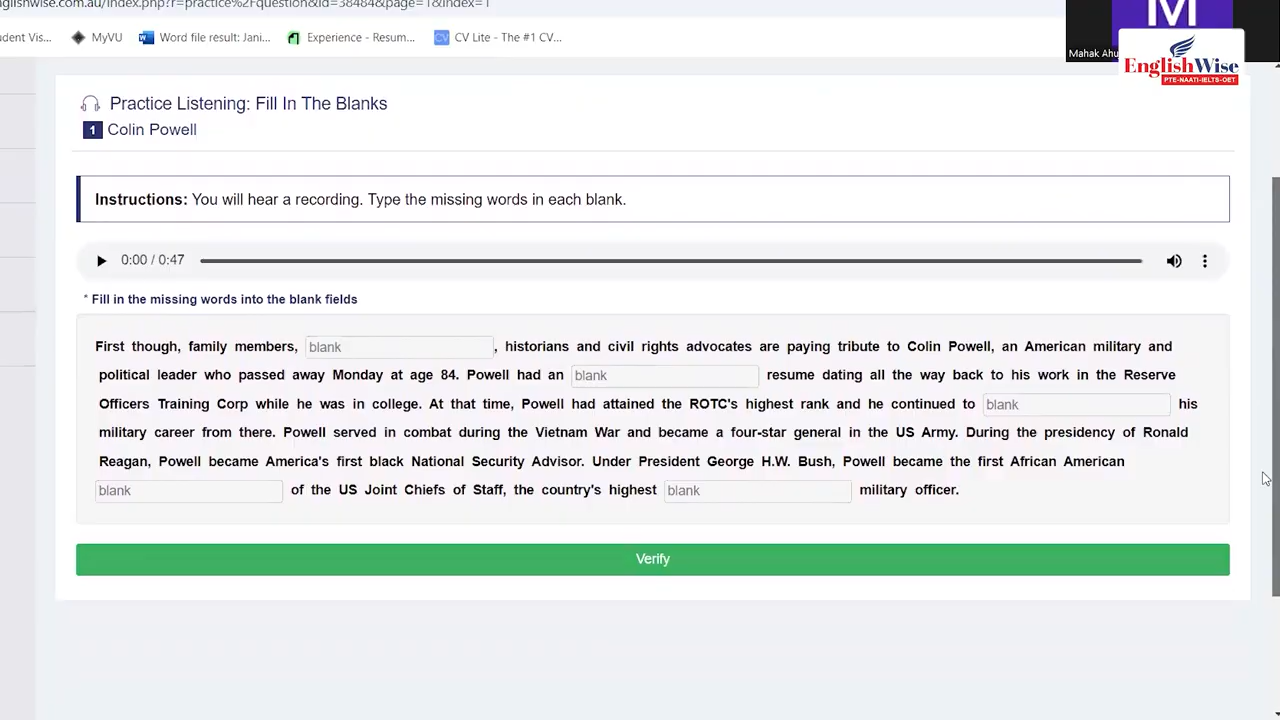 nglishwise.com.au/index.php?r=practice%2Fquestion&id=38484&page=1&index=1
udent Vis... MyVU Word file result: Jani... Experience - Resum... CV CV Lite - The #1 CV...
M
Mahak Ahu
EnglishWise
PTE-NAATI-IELTS-OET
Practice Listening: Fill In The Blanks
1 Colin Powell
Instructions: You will hear a recording. Type the missing words in each blank.
0:00 / 0:47
* Fill in the missing words into the blank fields
First though, family members, blank , historians and civil rights advocates are paying tribute to Colin Powell, an American military and
political leader who passed away Monday at age 84. Powell had an blank resume dating all the way back to his work in the Reserve
Officers Training Corp while he was in college. At that time, Powell had attained the ROTC's highest rank and he continued to blank his
military career from there. Powell served in combat during the Vietnam War and became a four-star general in the US Army. During the presidency of Ronald
Reagan, Powell became America's first black National Security Advisor. Under President George H.W. Bush, Powell became the first African American
blank of the US Joint Chiefs of Staff, the country's highest blank military officer.
Verify